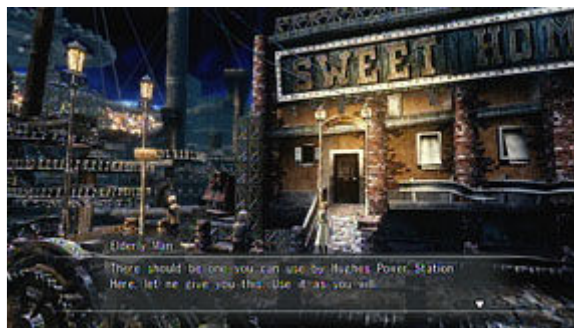 SWEET HOM
Elderly Man
There should be one you can use by Hughes Power Station
Here, let me give you this. Use it as you will.